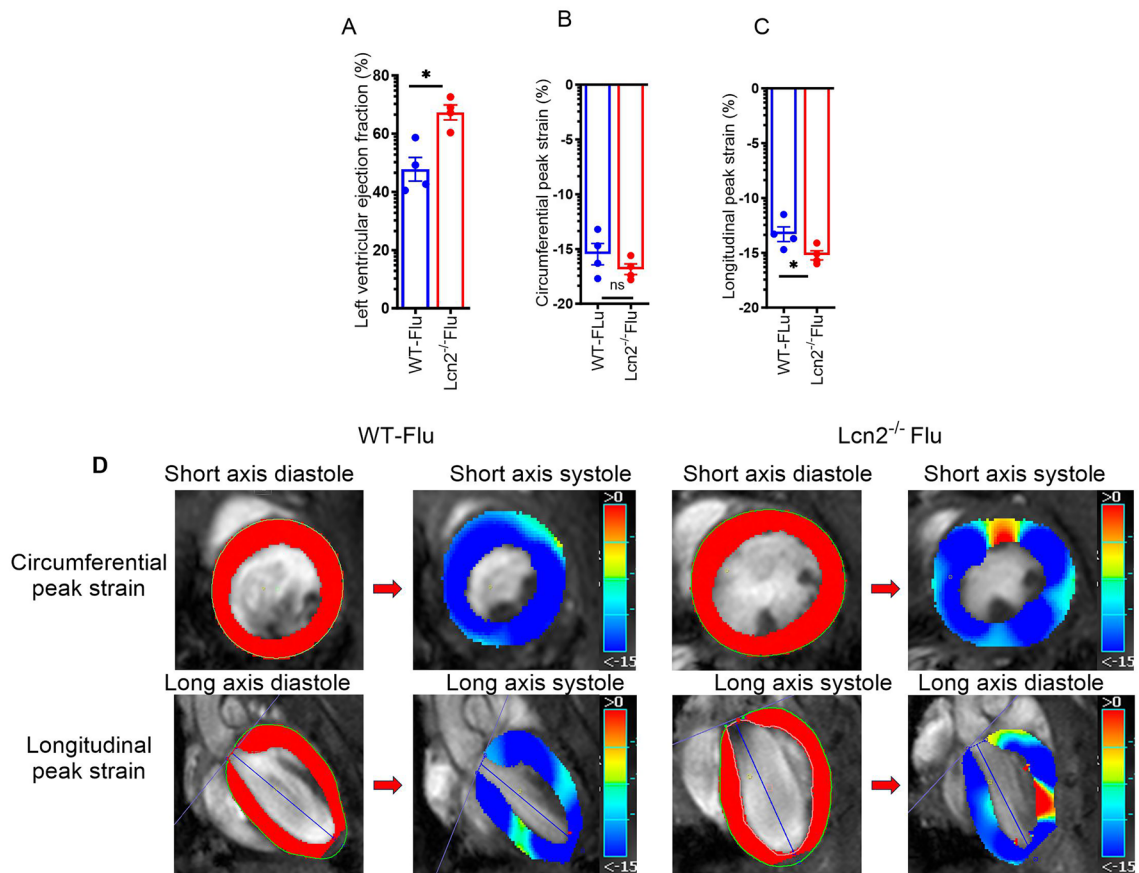 A
B
C
Left ventricular ejection fraction (%)
80
60
40
20
0
*
WT-Flu
Lcn2-/-Flu
Circumferential peak strain (%)
0
-5
-10
-15
-20
ns
WT-FLu
Lcn2-/-Flu
Longitudinal peak strain (%)
0
-5
-10
-15
-20
*
WT-FLu
Lcn2-/-Flu
WT-Flu
Lcn2-/- Flu
D
Short axis diastole
Short axis systole
Short axis diastole
Short axis systole
Circumferential
peak strain
>0
<-15
>0
<-15
Long axis diastole
Long axis systole
Long axis systole
Long axis diastole
Longitudinal
peak strain
>0
<-15
>0
<-15